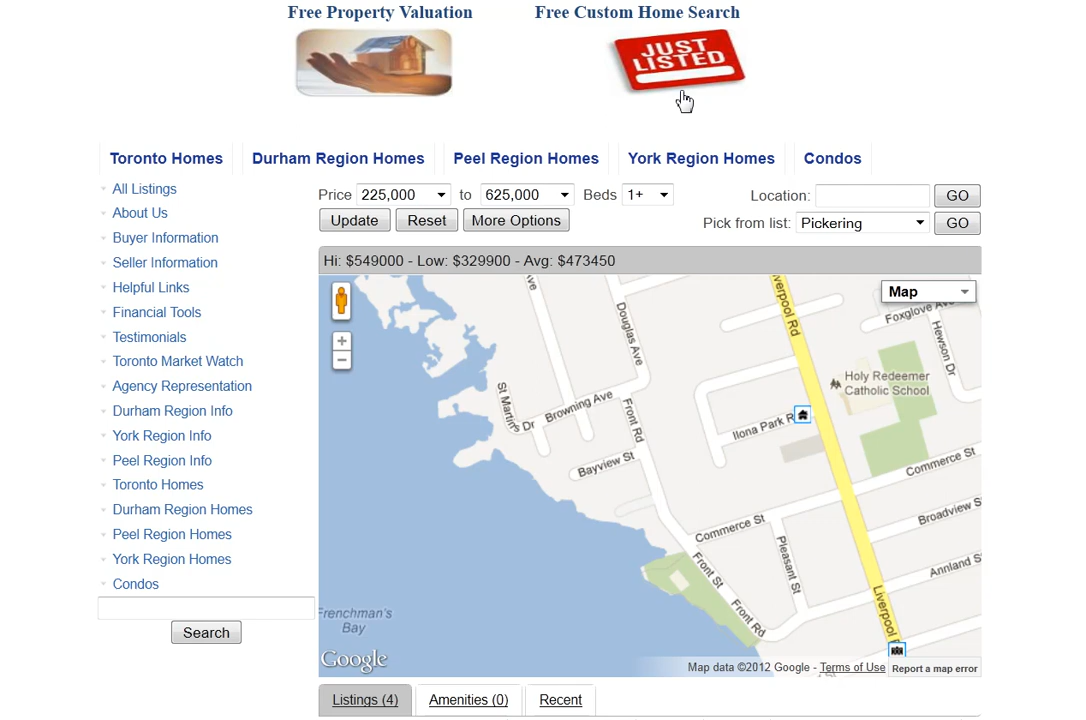 Free Property Valuation
Free Custom Home Search
JUST
LISTED
Toronto Homes
Durham Region Homes
Peel Region Homes
York Region Homes
Condos
All Listings
About Us
Buyer Information
Seller Information
Helpful Links
Financial Tools
Testimonials
Toronto Market Watch
Agency Representation
Durham Region Info
York Region Info
Peel Region Info
Toronto Homes
Durham Region Homes
Peel Region Homes
York Region Homes
Condos
Search
Price 225,000 to 625,000 Beds 1+
Location: GO
Update Reset More Options
Pick from list: Pickering GO
Hi: $549000 - Low: $329900 - Avg: $473450
Map
+
−
Liverpool Rd
Foxglove Ave
Hewson Dr
Douglas Ave
Holy Redeemer
Catholic School
St Martin's Dr
Browning Ave
Front Rd
Ilona Park R
Bayview St
Commerce St
Commerce St
Broadview S
Pleasant St
Annland S
Front St
Front Rd
Liverpool
Frenchman's
Bay
Google
Map data ©2012 Google - Terms of Use
Report a map error
Listings (4)
Amenities (0)
Recent